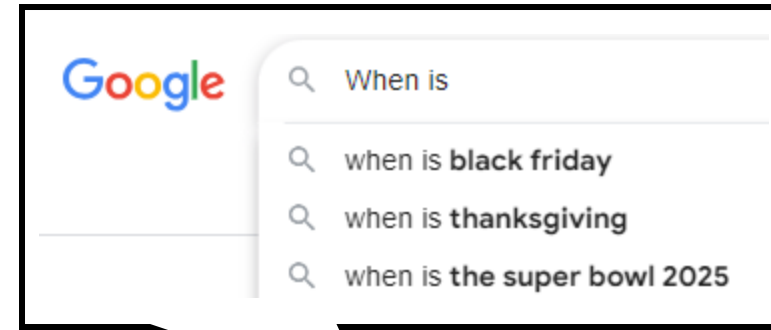 Google
When is
when is black friday
when is thanksgiving
when is the super bowl 2025